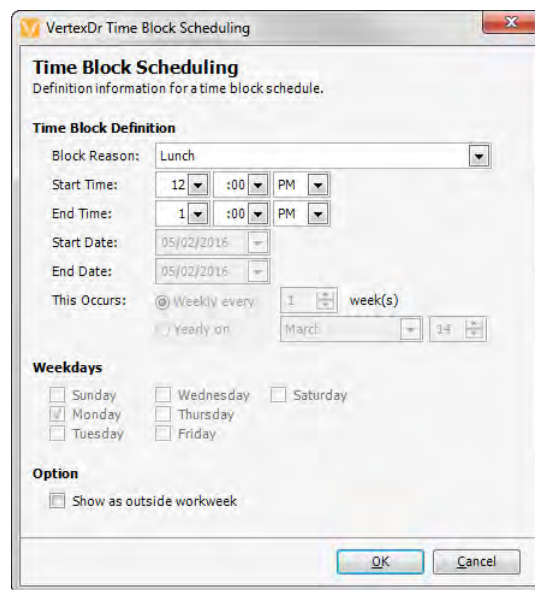 VertexDr Time Block Scheduling
Time Block Scheduling
Definition information for a time block schedule.
Time Block Definition
Block Reason: Lunch
Start Time: 12 :00 PM
End Time: 1 :00 PM
Start Date: 05/02/2016
End Date: 05/02/2016
This Occurs: Weekly every 1 week(s)
Yearly on March 14
Weekdays
Sunday Wednesday Saturday
Monday Thursday
Tuesday Friday
Option
Show as outside workweek
OK Cancel